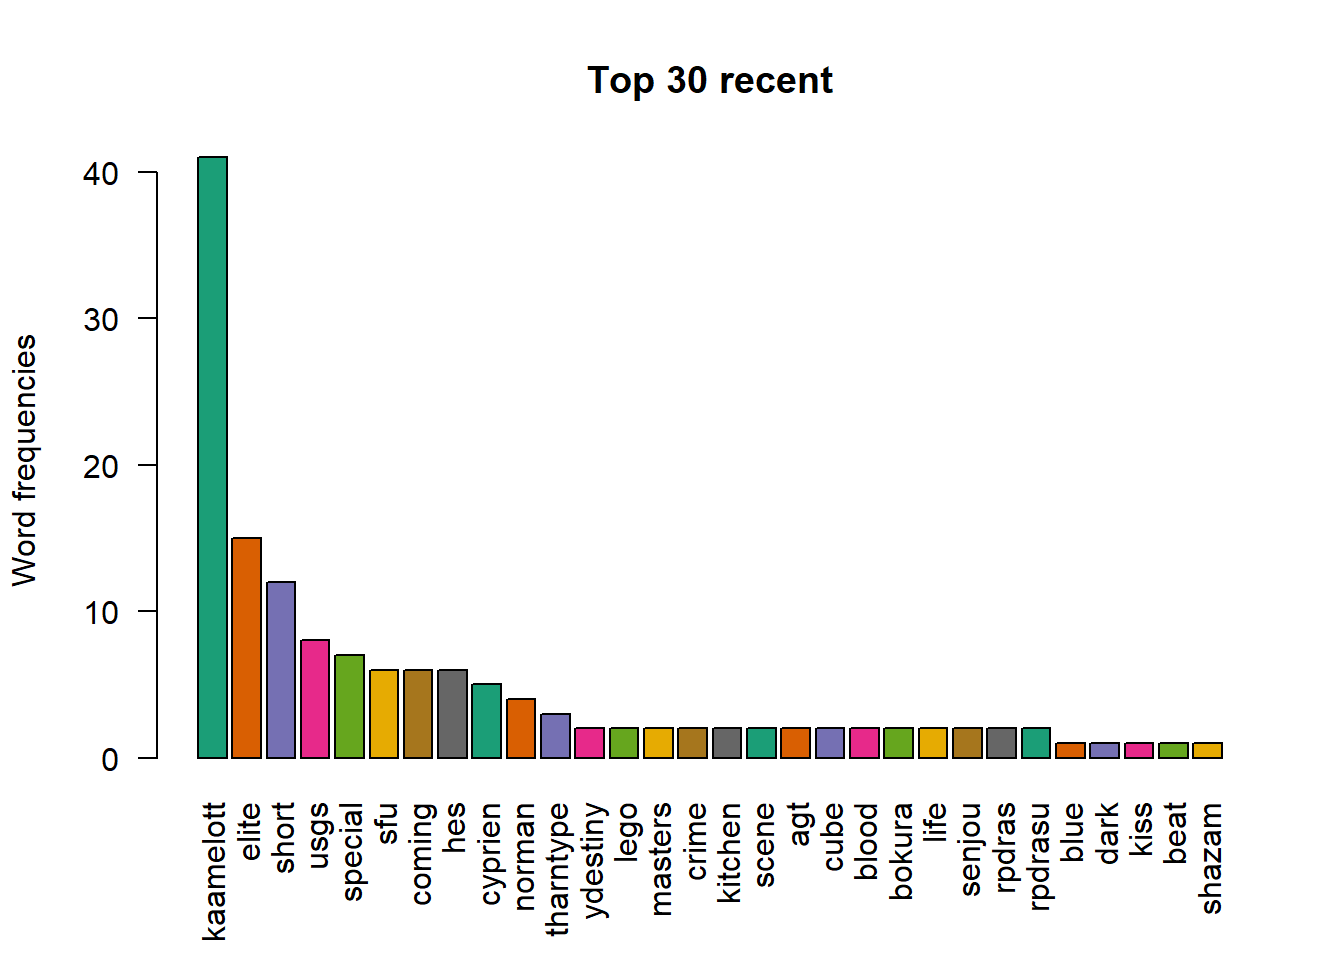 Top 30 recent
Word frequencies
40
30
20
10
0
kaamelott
elite
short
usgs
special
sfu
coming
hes
cyprien
norman
tharntype
ydestiny
lego
masters
crime
kitchen
scene
agt
cube
blood
bokura
life
senjou
rpdras
rpdrasu
blue
dark
kiss
beat
shazam